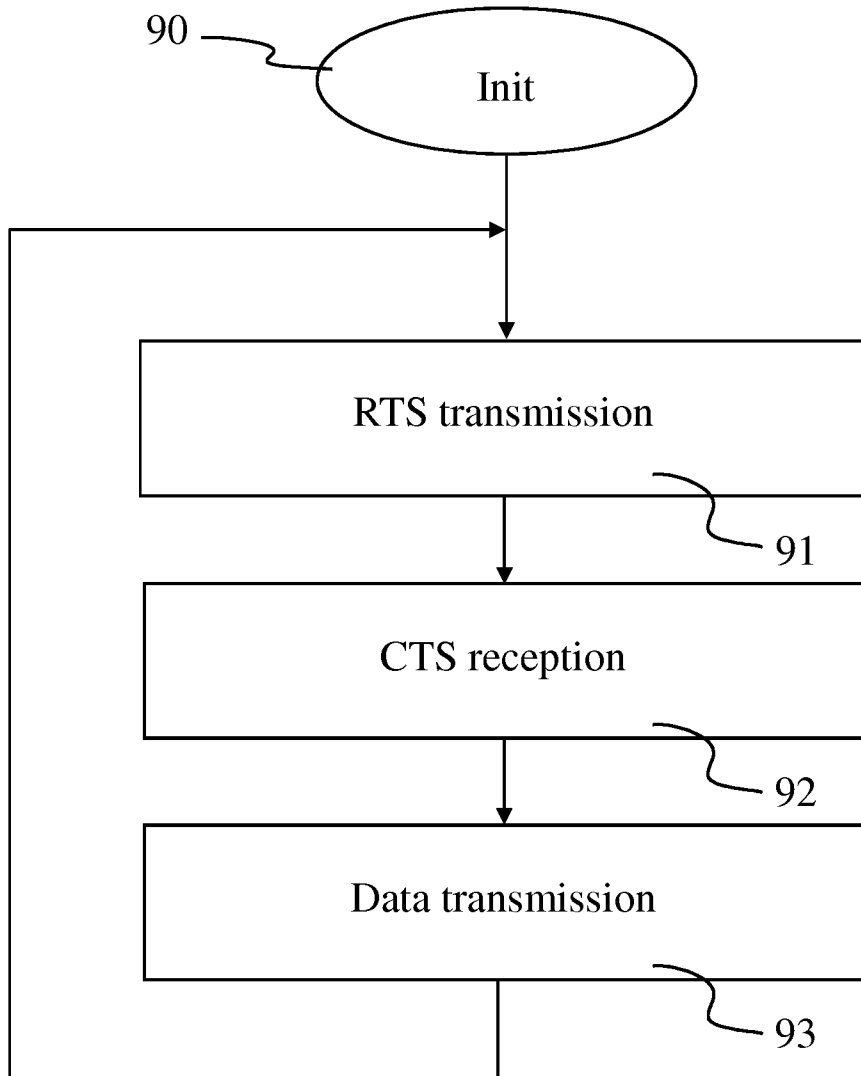 90
Init
RTS transmission
91
CTS reception
92
Data transmission
93